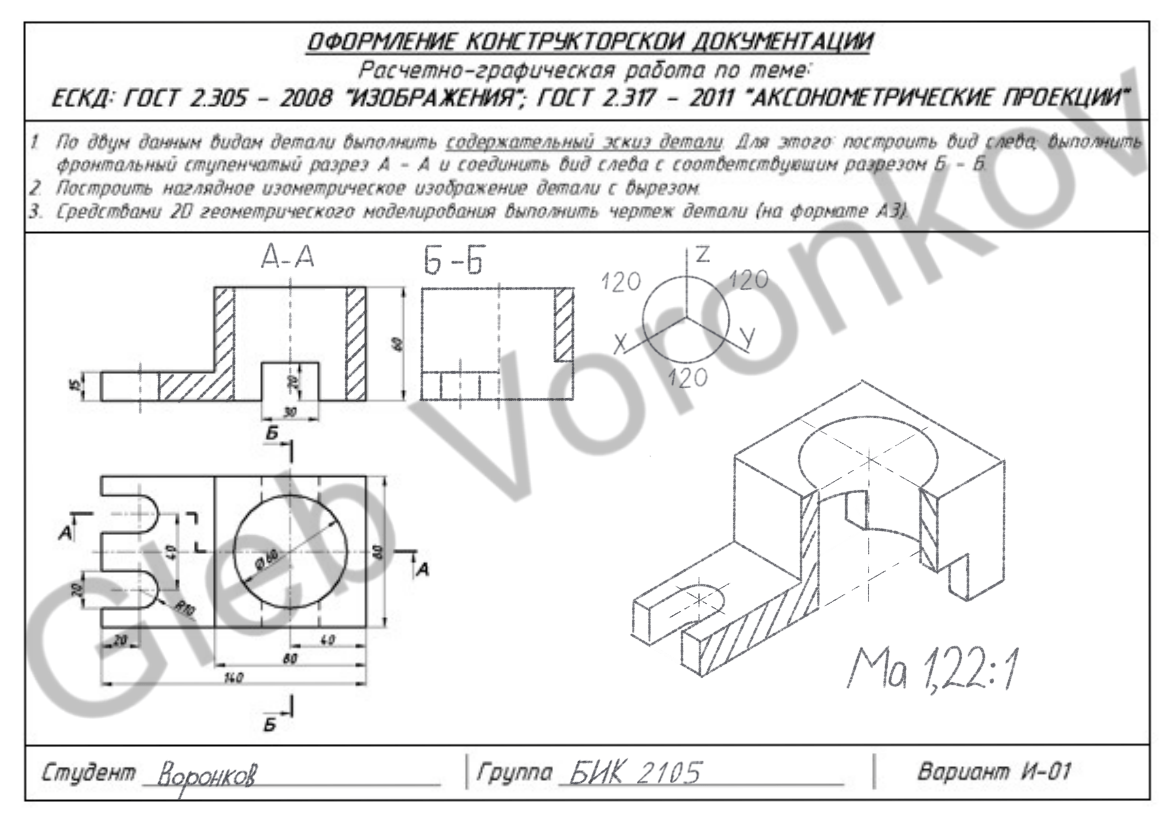 ОФОРМЛЕНИЕ КОНСТРУКТОРСКОИ ДОКУМЕНТАЦИИ
Расчетно-графическая работа по теме:
ЕСКД: ГОСТ 2.305 - 2008 "ИЗОБРАЖЕНИЯ"; ГОСТ 2.317 - 2011 "АКСОНОМЕТРИЧЕСКИЕ ПРОЕКЦИИ"
1. По двум данным видам детали выполнить содержательный эскиз детали. Для этого: построить вид слева; выполнить
фронтальный ступенчатый разрез А - А и соединить вид слева с соответствующим разрезом Б - Б.
2. Построить наглядное изометрическое изображение детали с вырезом.
3. Средствами 2D геометрического моделирования выполнить чертеж детали (на формате А3).
А-А
Б-Б
Z
120
120
X
У
120
15
20
60
30
Б
А
А
40
20
Ø60
R10
80
20
40
80
140
Б
Ма 1,22:1
Студент Воронков
Группа БИК 2105
Вариант И-01
Gleb Voronkov